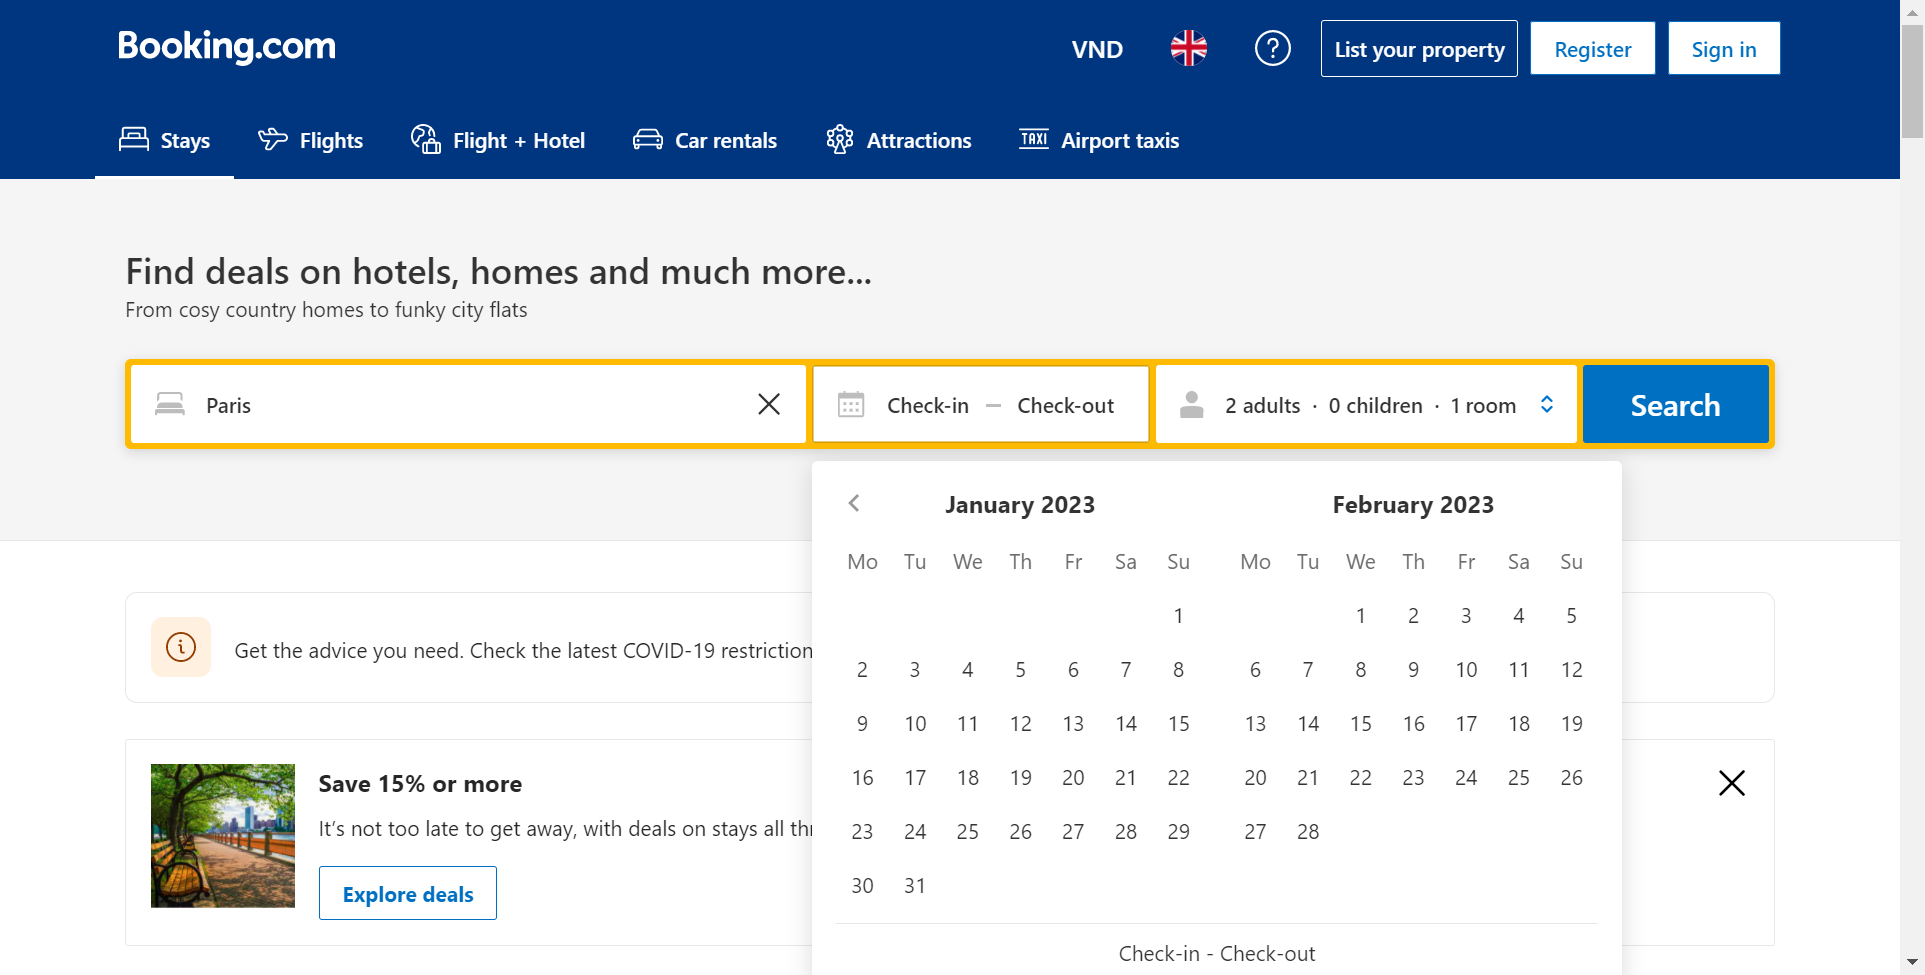 Booking.com
VND
List your property
Register
Sign in
Stays
Flights
Flight + Hotel
Car rentals
Attractions
TAXI
Airport taxis
Find deals on hotels, homes and much more...
From cosy country homes to funky city flats
Paris
Check-in — Check-out
2 adults · 0 children · 1 room
Search
January 2023
Mo Tu We Th Fr Sa Su
1
2 3 4 5 6 7 8
9 10 11 12 13 14 15
16 17 18 19 20 21 22
23 24 25 26 27 28 29
30 31
February 2023
Mo Tu We Th Fr Sa Su
1 2 3 4 5
6 7 8 9 10 11 12
13 14 15 16 17 18 19
20 21 22 23 24 25 26
27 28
Check-in - Check-out
Get the advice you need. Check the latest COVID-19 restriction
Save 15% or more
It’s not too late to get away, with deals on stays all
Explore deals